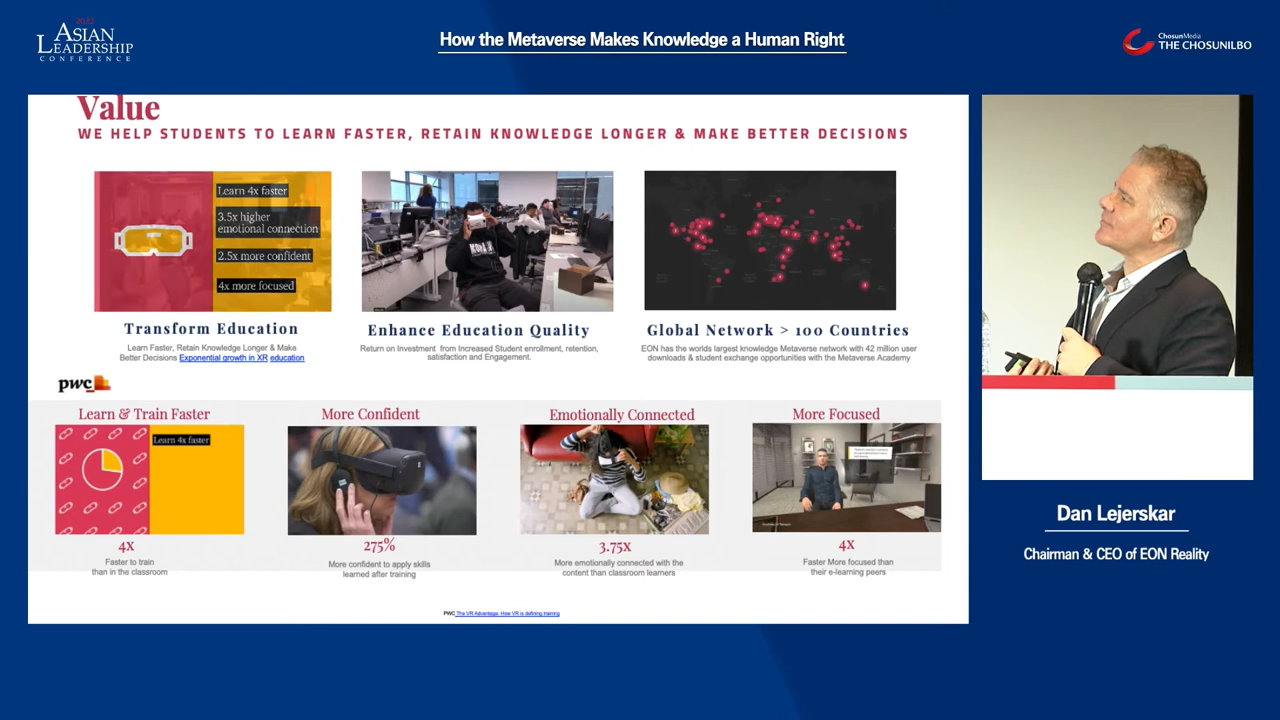 2022
ASIAN
LEADERSHIP
CONFERENCE
How the Metaverse Makes Knowledge a Human Right
ChosunMedia
THE CHOSUNILBO
Value
WE HELP STUDENTS TO LEARN FASTER, RETAIN KNOWLEDGE LONGER & MAKE BETTER DECISIONS
Learn 4x faster
3.5x higher
emotional connection
2.5x more confident
4x more focused
Transform Education
Learn Faster, Retain Knowledge Longer & Make
Better Decisions Exponential growth in XR education
Enhance Education Quality
Return on Investment from Increased Student enrollment, retention,
satisfaction and Engagement.
Global Network > 100 Countries
EON has the worlds largest knowledge Metaverse network with 42 million user
downloads & student exchange opportunities with the Metaverse Academy
pwc
Learn & Train Faster
Learn 4x faster
4x
Faster to train
than in the classroom
More Confident
275%
More confident to apply skills
learned after training
Emotionally Connected
3.75x
More emotionally connected with the
content than classroom learners
More Focused
4x
Faster More focused than
their e-learning peers
PWC The VR Advantage: How VR is defining training
Dan Lejerskar
Chairman & CEO of EON Reality